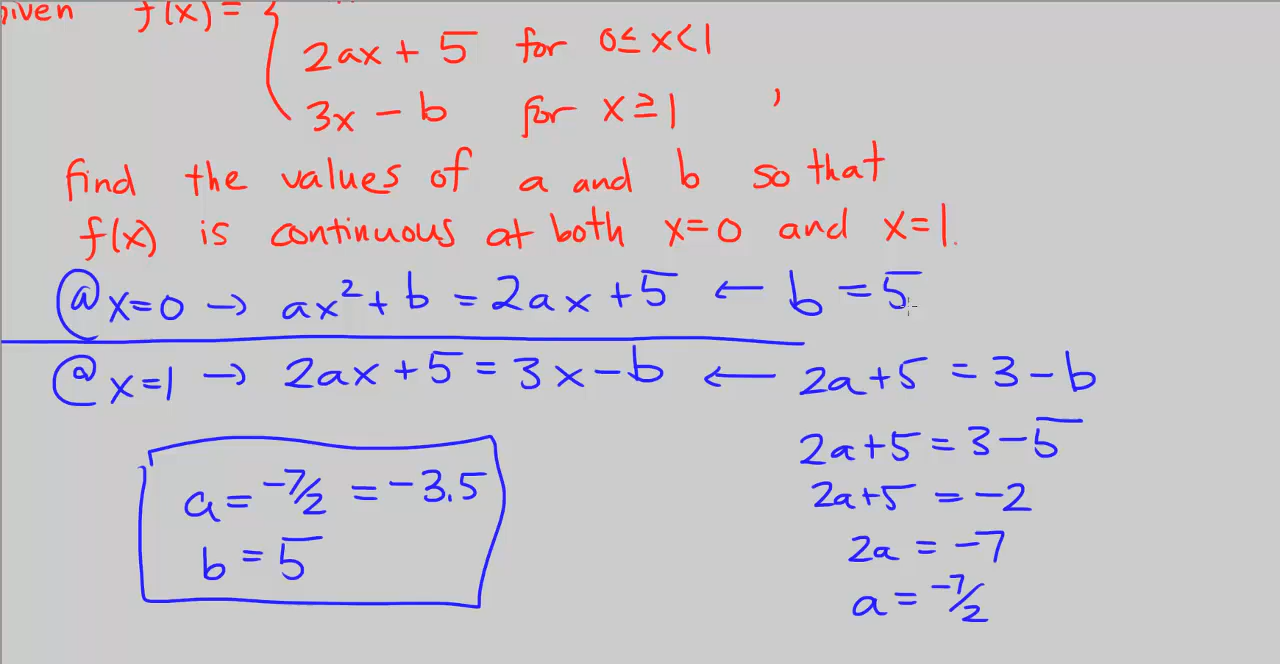 Given f(x) =
2ax + 5 for 0 ≤ x < 1
3x - b for x ≥ 1 ,
find the values of a and b so that
f(x) is continuous at both x=0 and x=1.
@ x=0 → ax² + b = 2ax + 5 ← b = 5
@ x=1 → 2ax + 5 = 3x - b ← 2a + 5 = 3 - b
2a + 5 = 3 - 5
2a + 5 = -2
2a = -7
a = -7/2
a = -7/2 = -3.5
b = 5